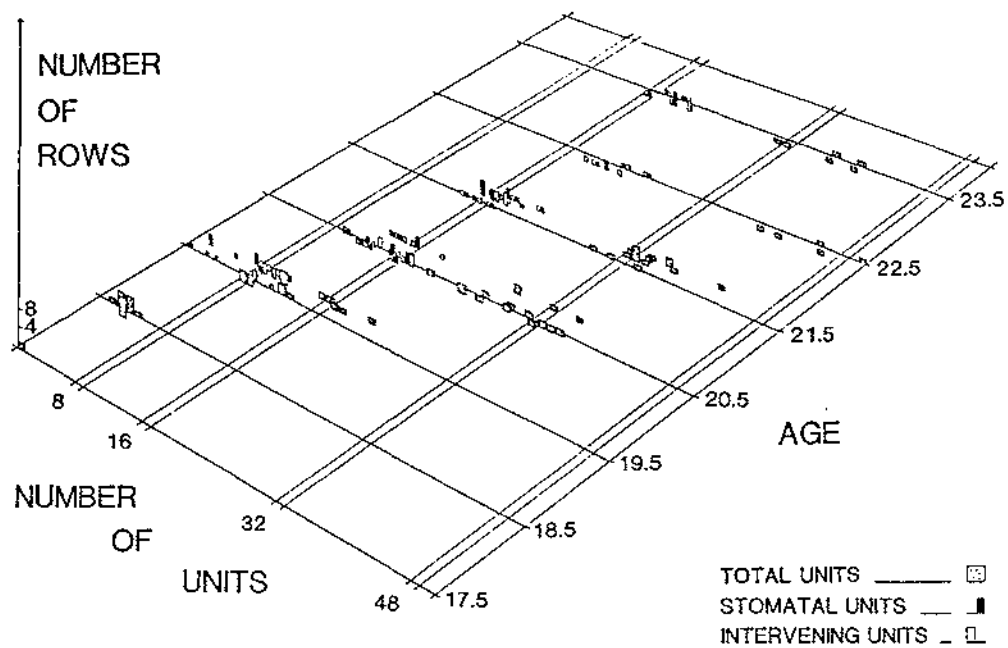 NUMBER
OF
ROWS
8
4
8
16
32
48
NUMBER
OF
UNITS
17.5
18.5
19.5
20.5
21.5
22.5
23.5
AGE
TOTAL UNITS
STOMATAL UNITS
INTERVENING UNITS